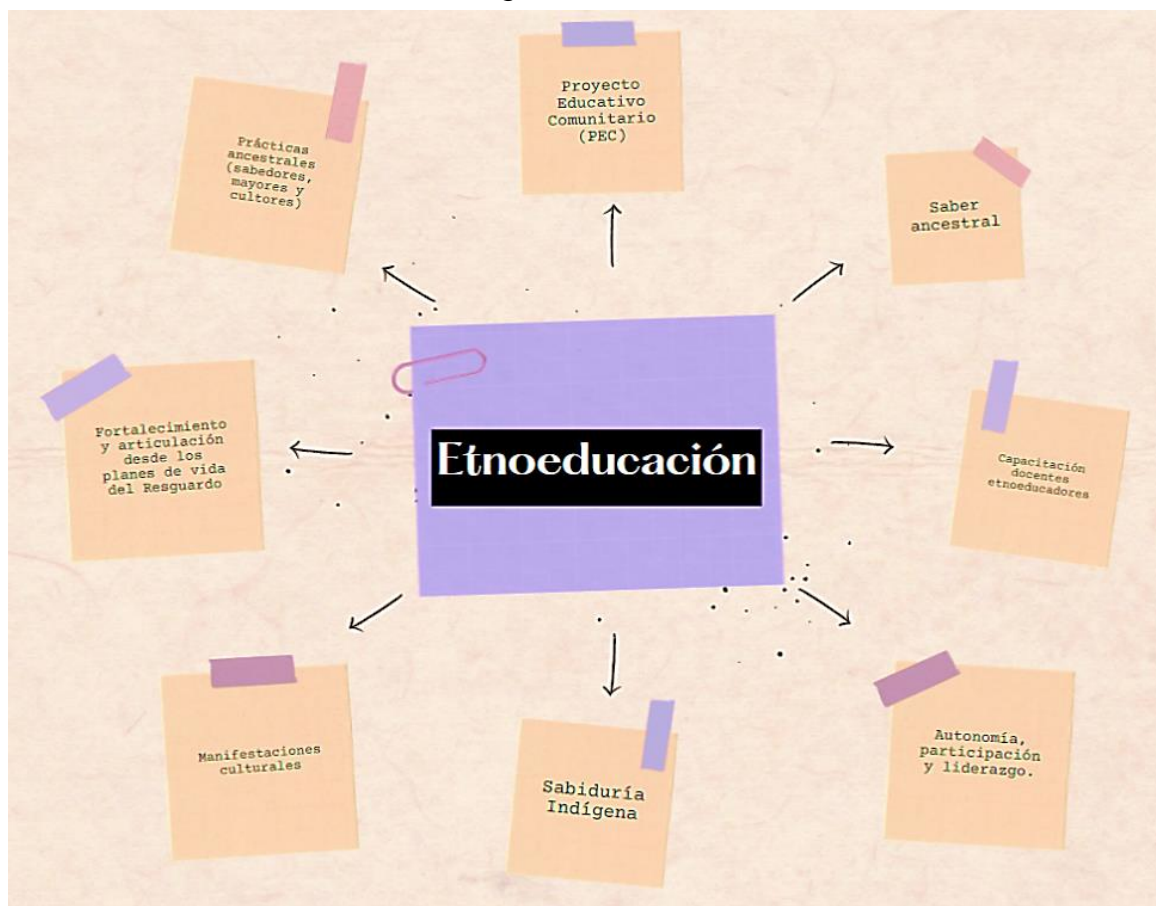 Proyecto
Educativo
Comunitario
(PEC)
Prácticas
ancestrales
(sabedores,
mayores y
cultores)
Saber
ancestral
Fortalecimiento
y articulación
desde los
planes de vida
del Resguardo
Etnoeducación
Capacitación
docentes
etnoeducadores
Manifestaciones
culturales
Sabiduría
Indígena
Autonomía,
participación
y liderazgo.